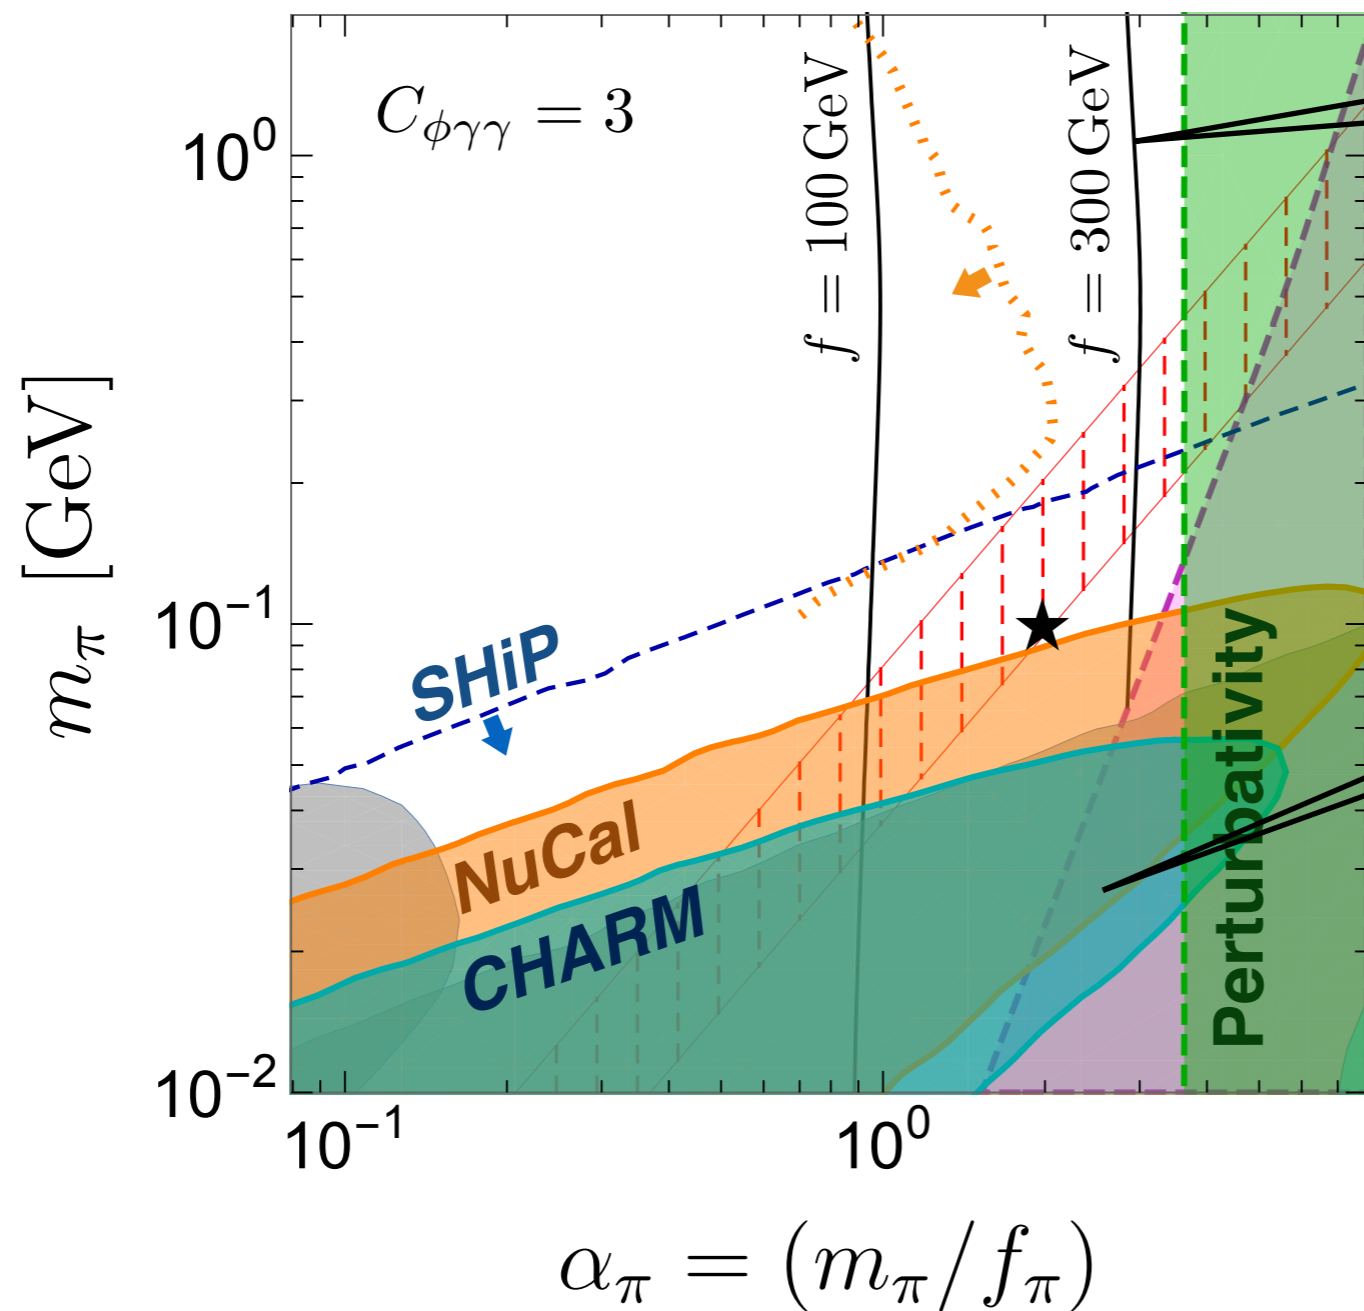 C_{ϕγγ} = 3
f = 100 GeV
f = 300 GeV
10^0
10^{-1}
10^{-2}
m_π [GeV]
SHiP
NuCal
CHARM
Perturbativity
10^{-1}
10^0
α_π = (m_π/f_π)